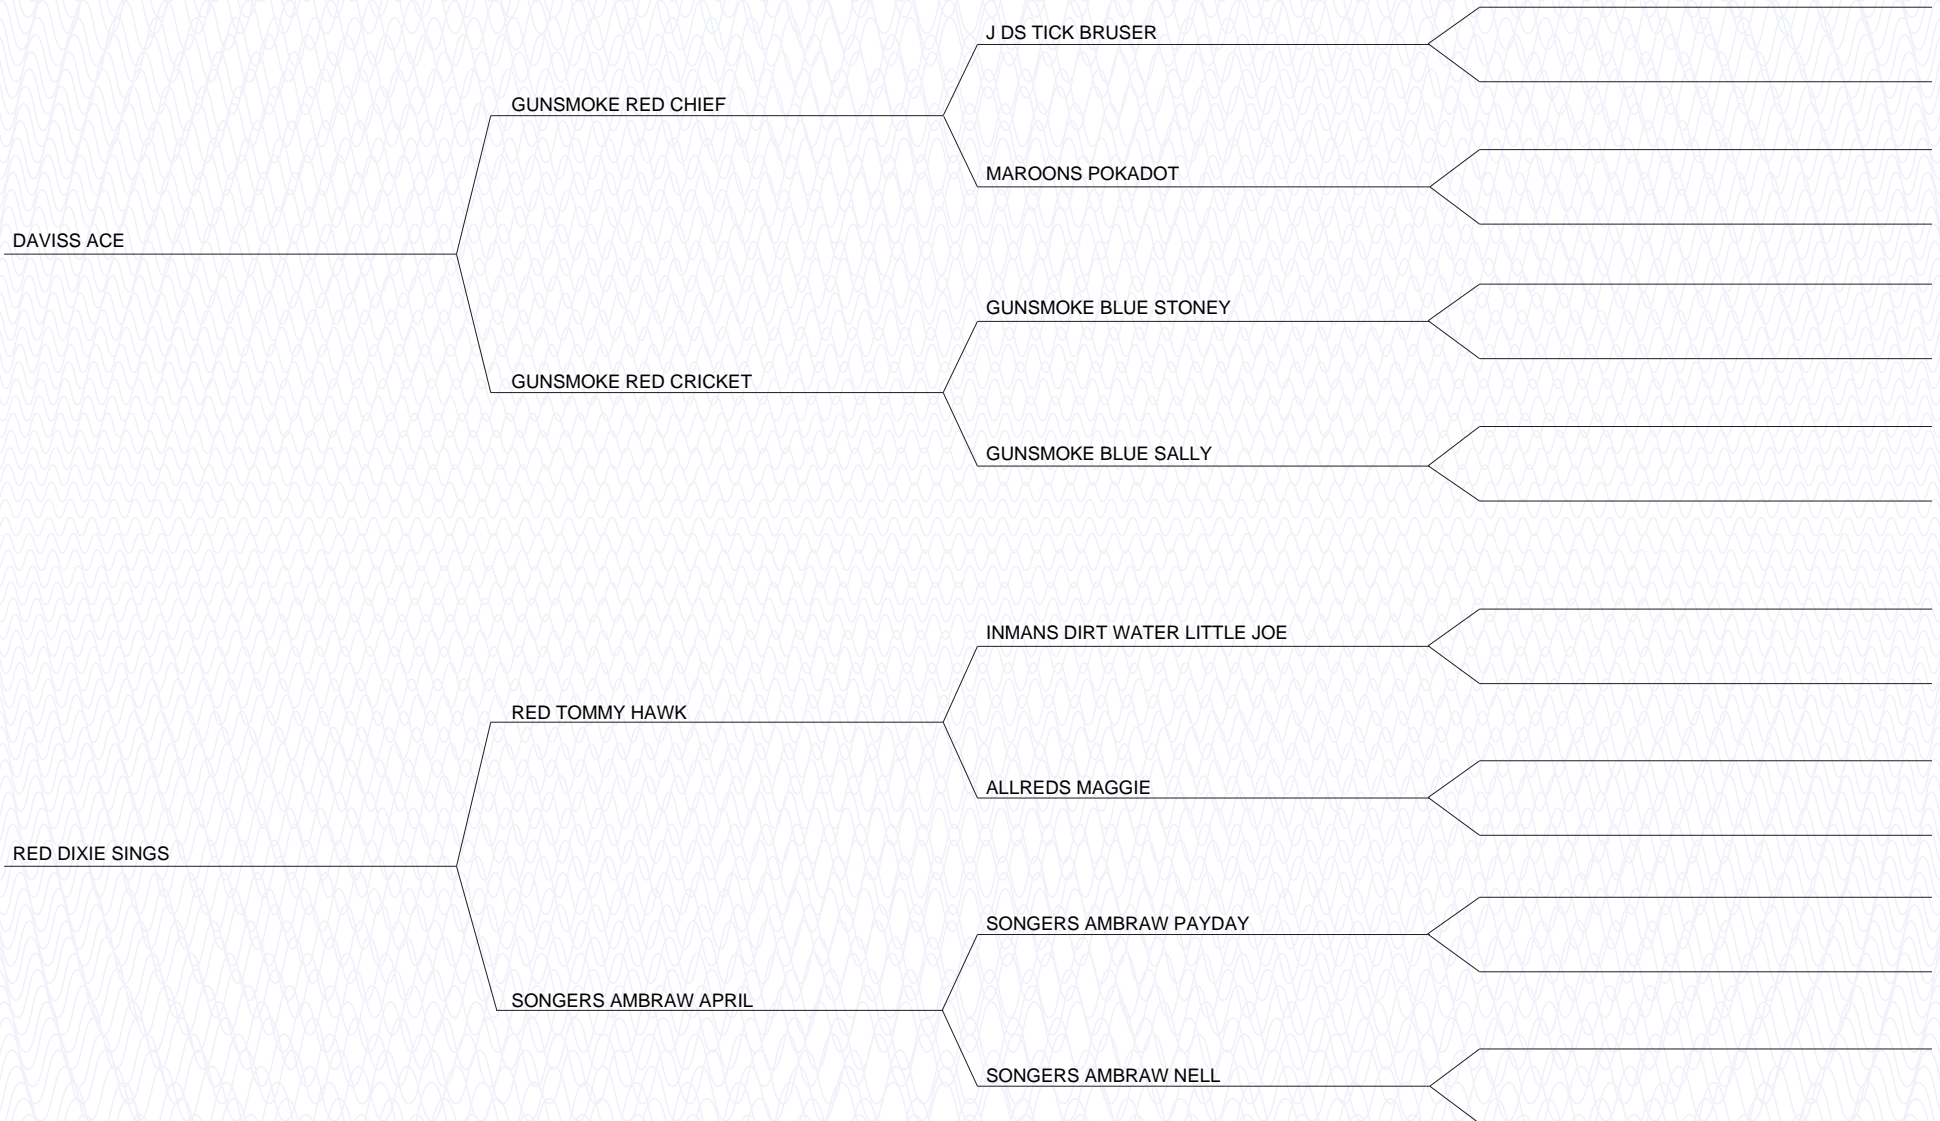 J DS TICK BRUSER
GUNSMOKE RED CHIEF
MAROONS POKADOT
DAVISS ACE
GUNSMOKE BLUE STONEY
GUNSMOKE RED CRICKET
GUNSMOKE BLUE SALLY
INMANS DIRT WATER LITTLE JOE
RED TOMMY HAWK
ALLREDS MAGGIE
RED DIXIE SINGS
SONGERS AMBRAW PAYDAY
SONGERS AMBRAW APRIL
SONGERS AMBRAW NELL